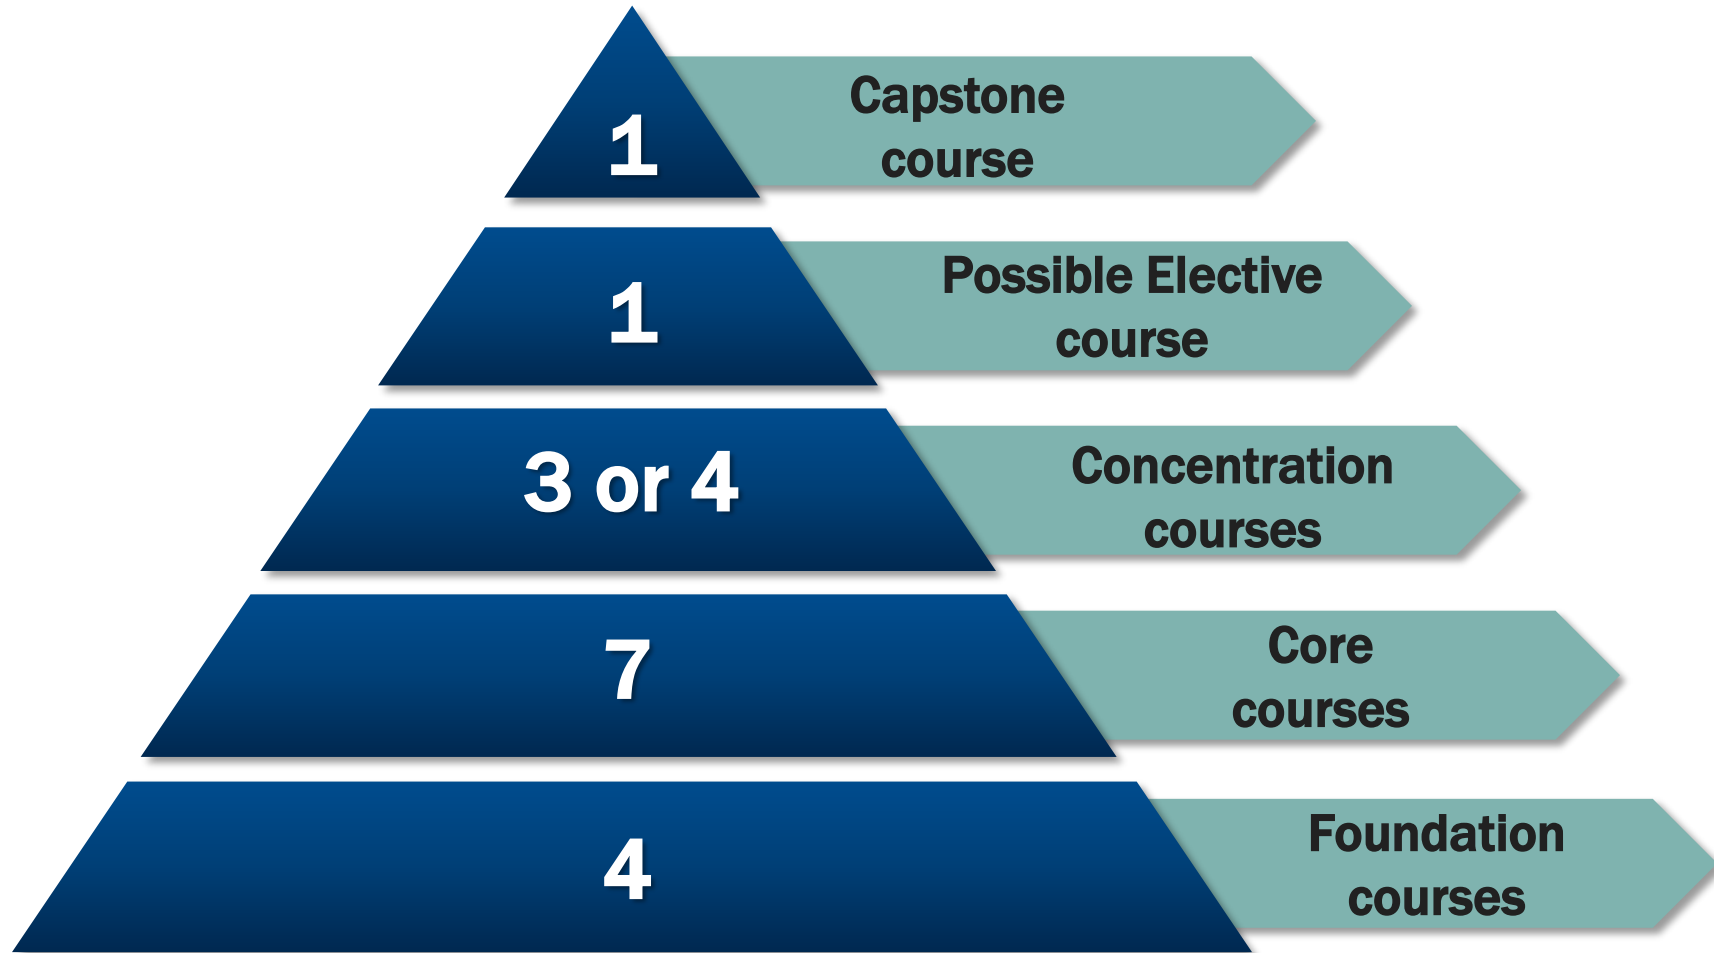 1
Capstone
course
1
Possible Elective
course
3 or 4
Concentration
courses
7
Core
courses
4
Foundation
courses